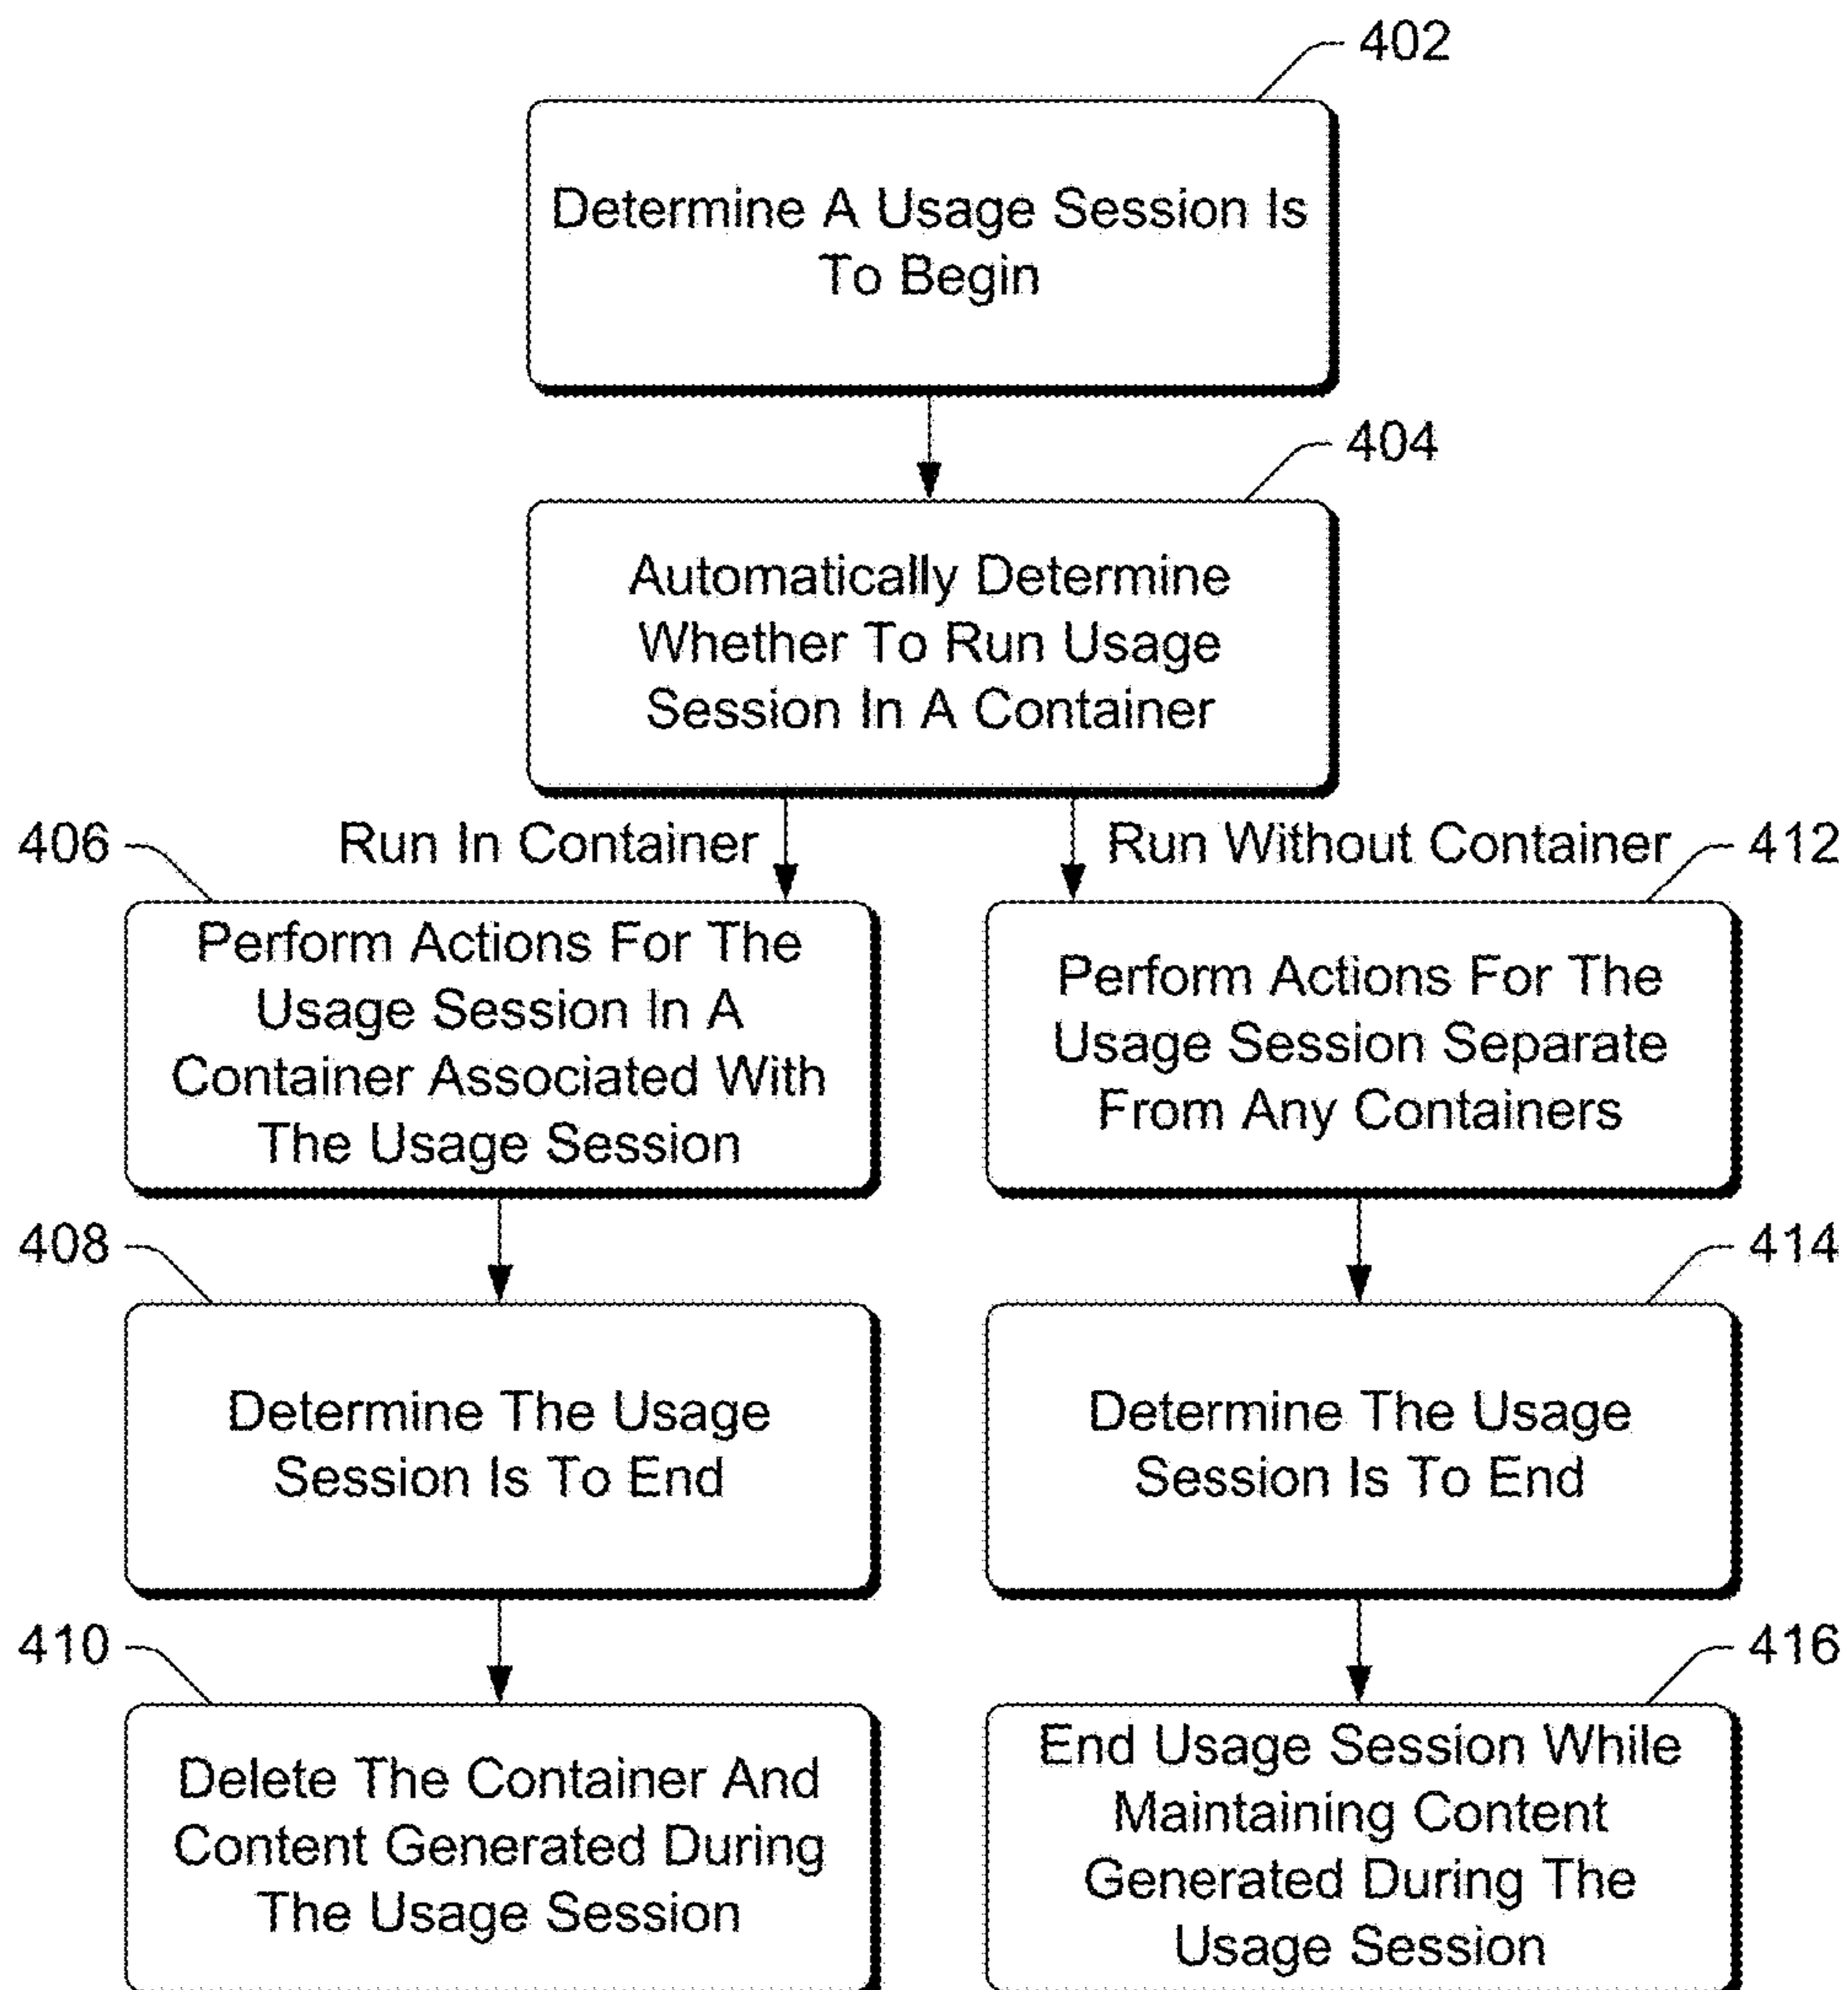 402
Determine A Usage Session Is
To Begin
404
Automatically Determine
Whether To Run Usage
Session In A Container
Run In Container
Run Without Container
406
Perform Actions For The
Usage Session In A
Container Associated With
The Usage Session
412
Perform Actions For The
Usage Session Separate
From Any Containers
408
Determine The Usage
Session Is To End
414
Determine The Usage
Session Is To End
410
Delete The Container And
Content Generated During
The Usage Session
416
End Usage Session While
Maintaining Content
Generated During The
Usage Session